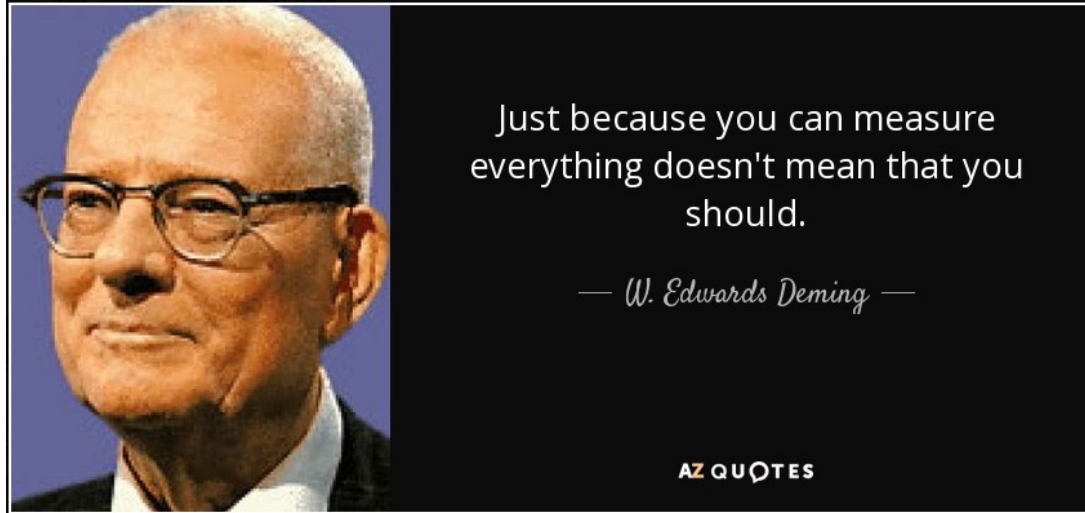 Just because you can measure
everything doesn't mean that you
should.
— W. Edwards Deming —
AZ QUOTES